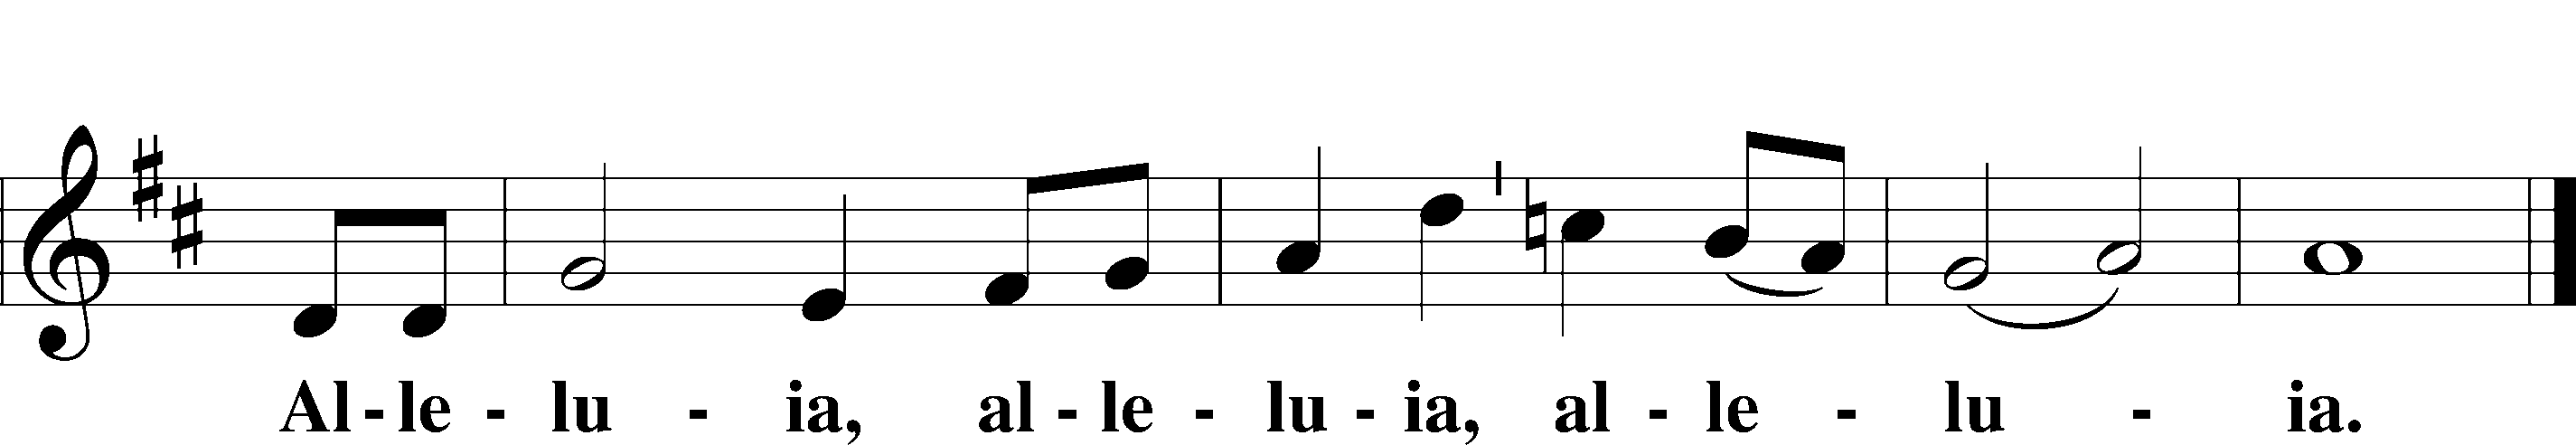 Al - le - lu - ia, al - le - lu - ia, al - le - lu - ia.